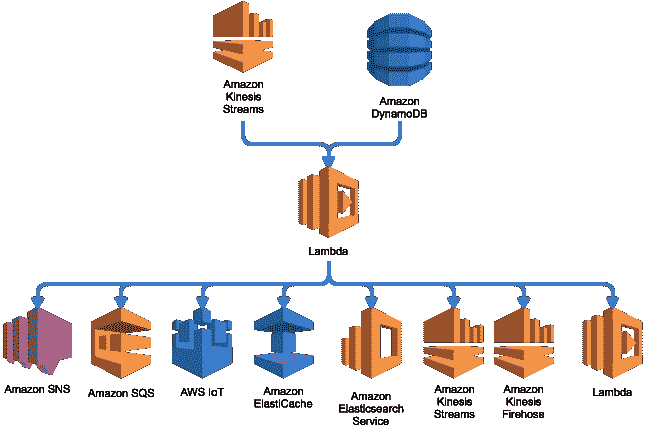 Amazon
Kinesis
Streams
Amazon
DynamoDB
Lambda
Amazon SNS
Amazon SQS
AWS IoT
Amazon
ElastiCache
Amazon
Elasticsearch
Service
Amazon
Kinesis
Streams
Amazon
Kinesis
Firehose
Lambda